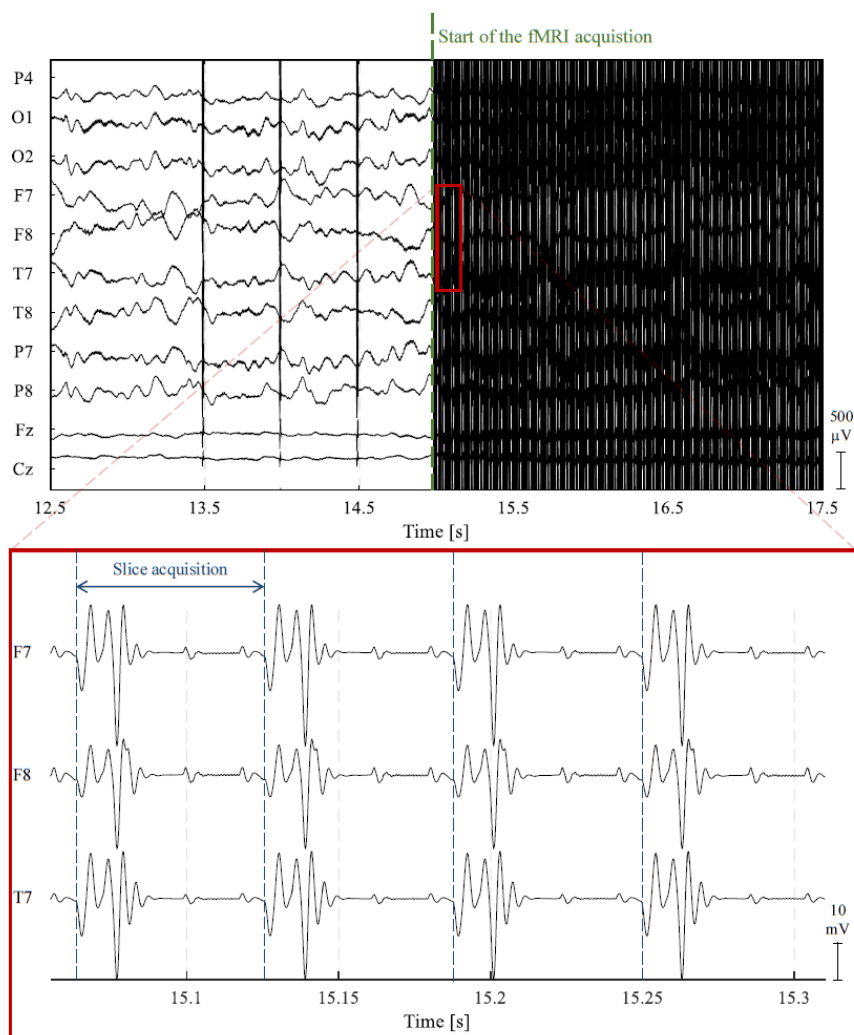 Start of the fMRI acquistion
P4
O1
O2
F7
F8
T7
T8
P7
P8
Fz
Cz
500
μV
12.5
13.5
14.5
15.5
16.5
17.5
Time [s]
Slice acquisition
F7
F8
T7
10
mV
15.1
15.15
15.2
15.25
15.3
Time [s]